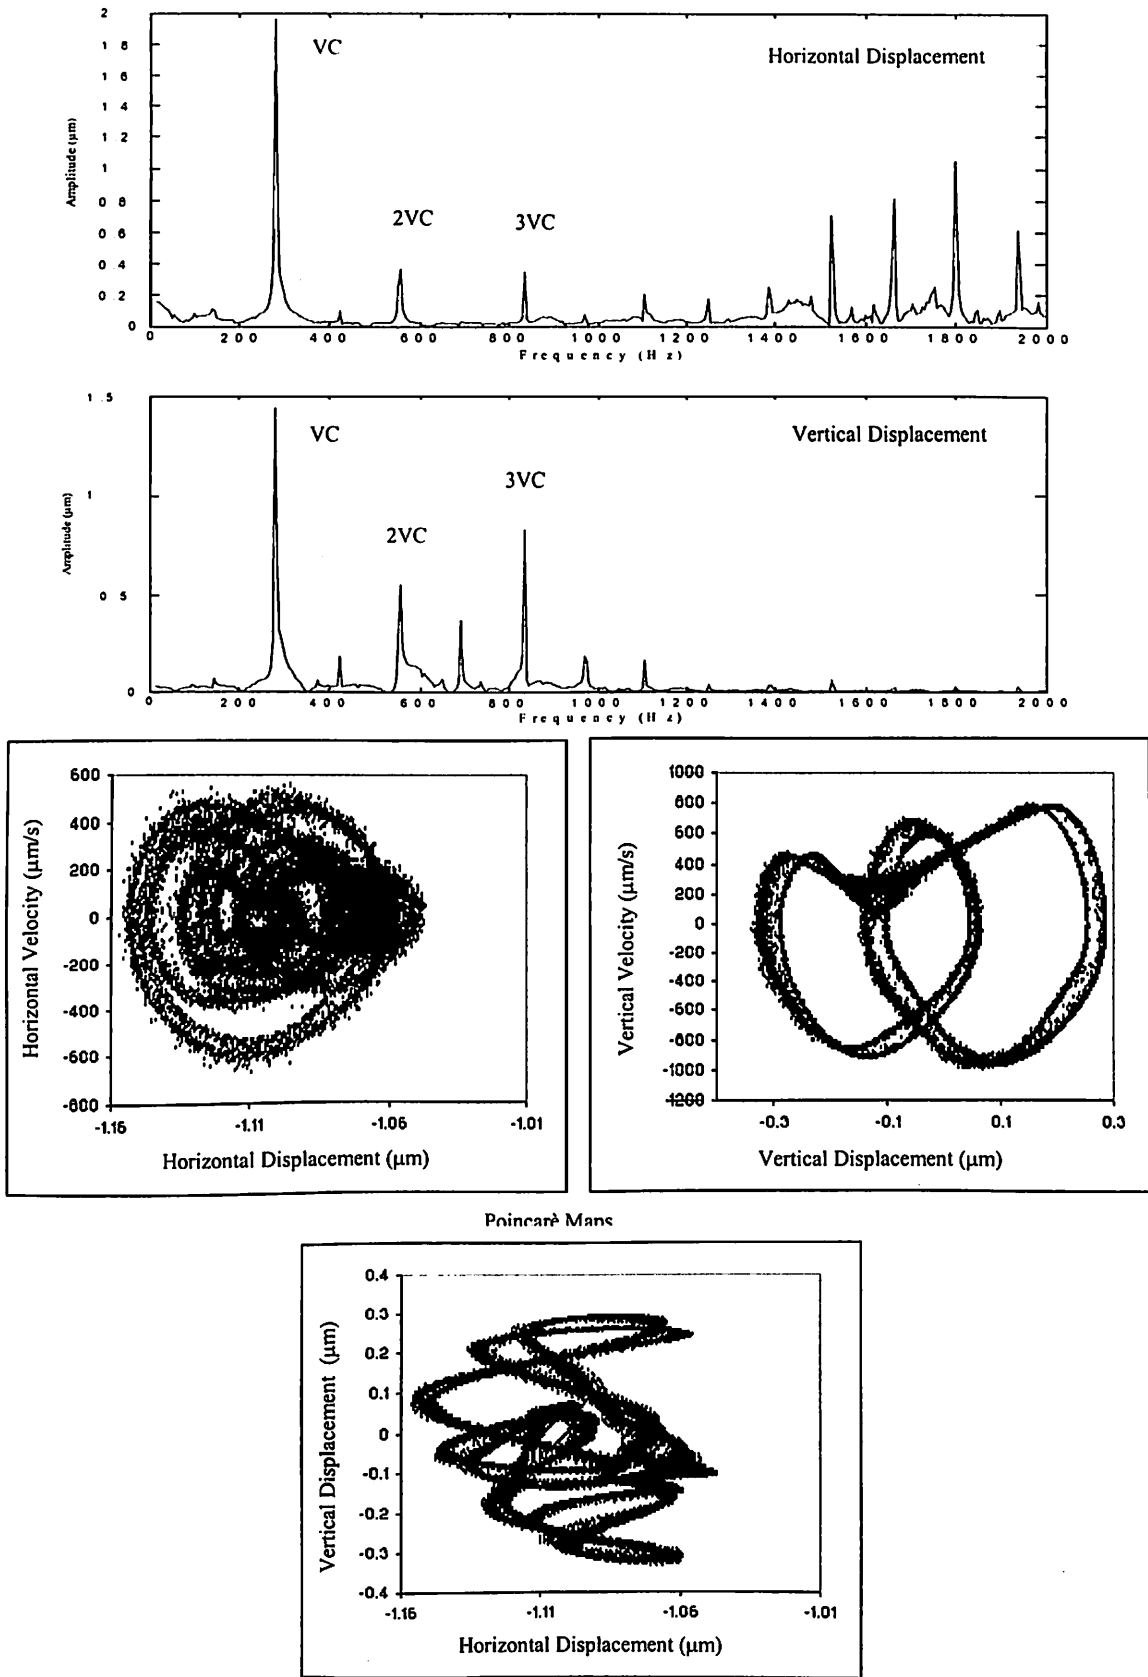 2
1 8
1 6
1 4
1 2
1
0 8
0 6
0 4
0 2
0
Amplitude (µm)
VC
Horizontal Displacement
2VC
3VC
0 200 400 600 800 1000 1200 1400 1600 1800 2000
Frequency (Hz)
1.5
1
0 5
0
Amplitude (µm)
VC
Vertical Displacement
3VC
2VC
0 200 400 600 800 1000 1200 1400 1600 1800 2000
Frequency (Hz)
600
400
200
0
-200
-400
-600
-800
Horizontal Velocity (µm/s)
-1.16 -1.11 -1.06 -1.01
Horizontal Displacement (µm)
1000
800
600
400
200
0
-200
-400
-600
-800
-1000
-1200
Vertical Velocity (µm/s)
-0.3 -0.1 0.1 0.3
Vertical Displacement (µm)
Poincarè Maps
0.4
0.3
0.2
0.1
0
-0.1
-0.2
-0.3
-0.4
Vertical Displacement (µm)
-1.16 -1.11 -1.06 -1.01
Horizontal Displacement (µm)